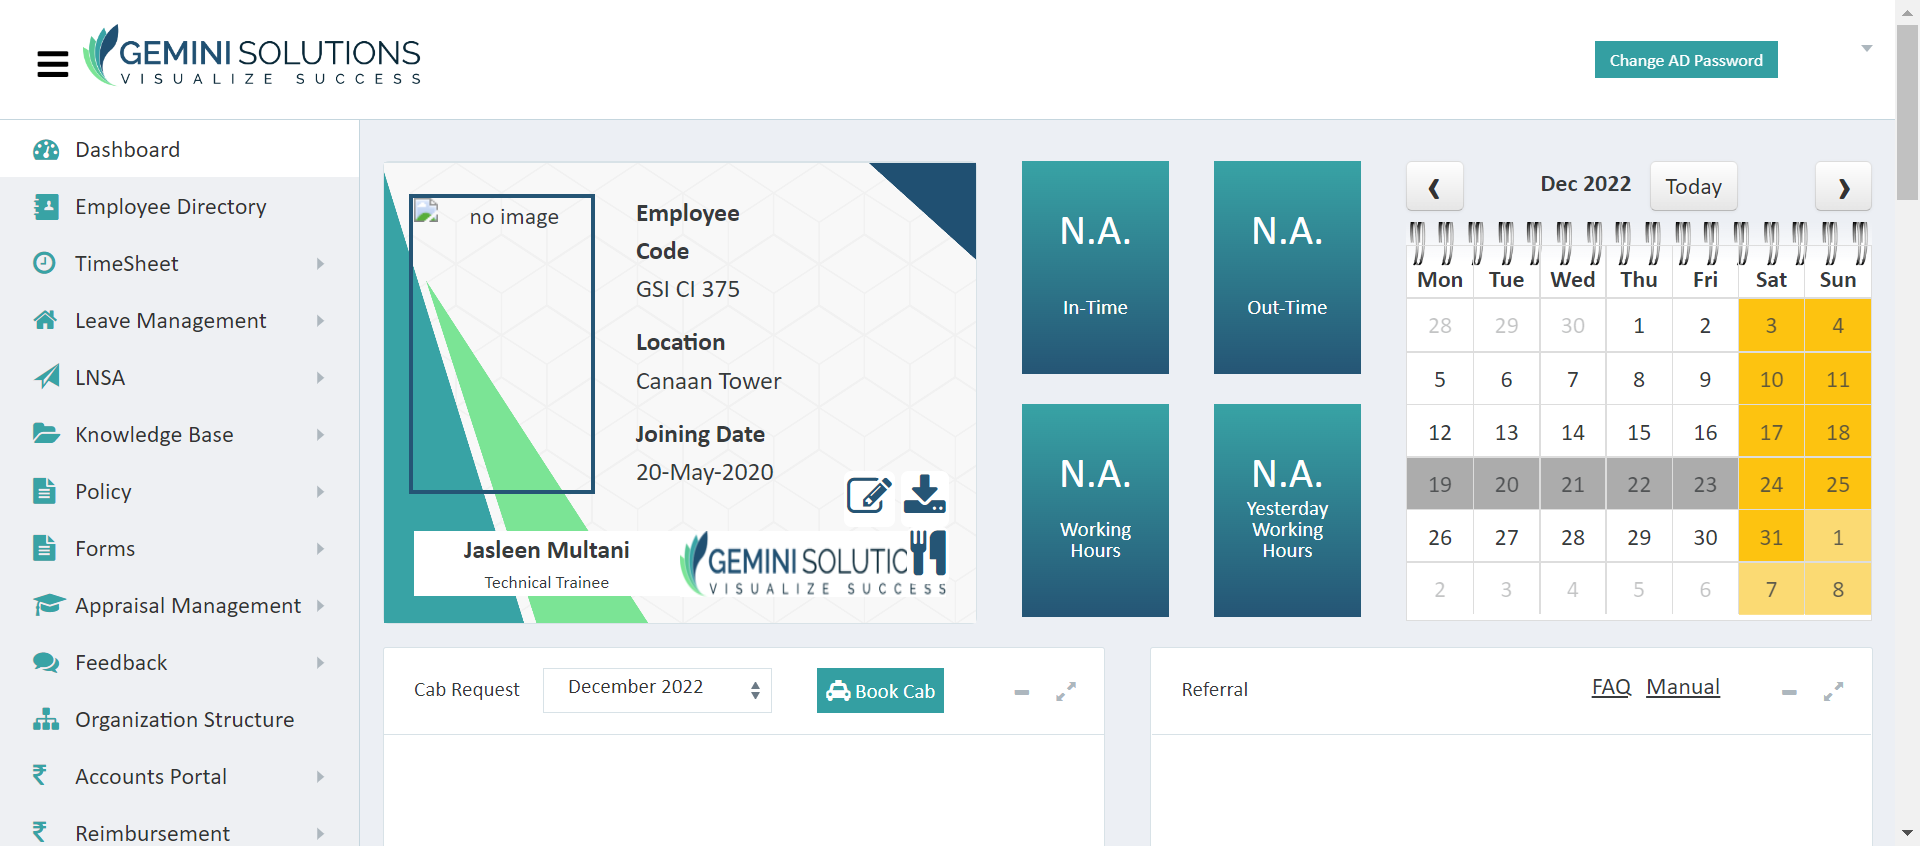 GEMINI SOLUTIONS
VISUALIZE SUCCESS
Change AD Password
Dashboard
Employee Directory
TimeSheet
Leave Management
LNSA
Knowledge Base
Policy
Forms
Appraisal Management
Feedback
Organization Structure
Accounts Portal
Reimbursement
no image
Employee
Code
GSI CI 375
Location
Canaan Tower
Joining Date
20-May-2020
Jasleen Multani
Technical Trainee
GEMINI SOLUTIC
VISUALIZE SUCCESS
N.A.
In-Time
N.A.
Out-Time
N.A.
Working
Hours
N.A.
Yesterday
Working
Hours
Dec 2022
Today
Mon Tue Wed Thu Fri Sat Sun
28 29 30 1 2 3 4
5 6 7 8 9 10 11
12 13 14 15 16 17 18
19 20 21 22 23 24 25
26 27 28 29 30 31 1
2 3 4 5 6 7 8
Cab Request
December 2022
Book Cab
Referral
FAQ Manual